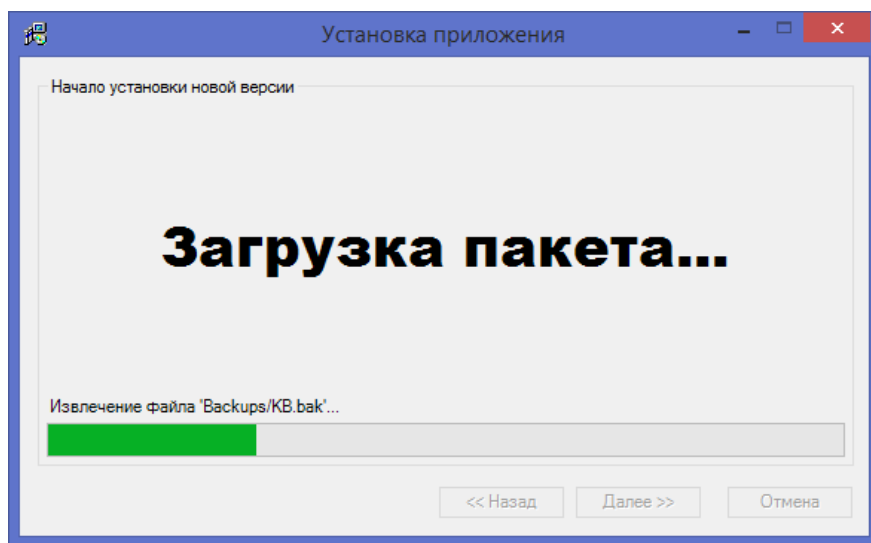 Установка приложения
Начало установки новой версии
Загрузка пакета...
Извлечение файла 'Backups/KB.bak'...
<< Назад
Далее >>
Отмена